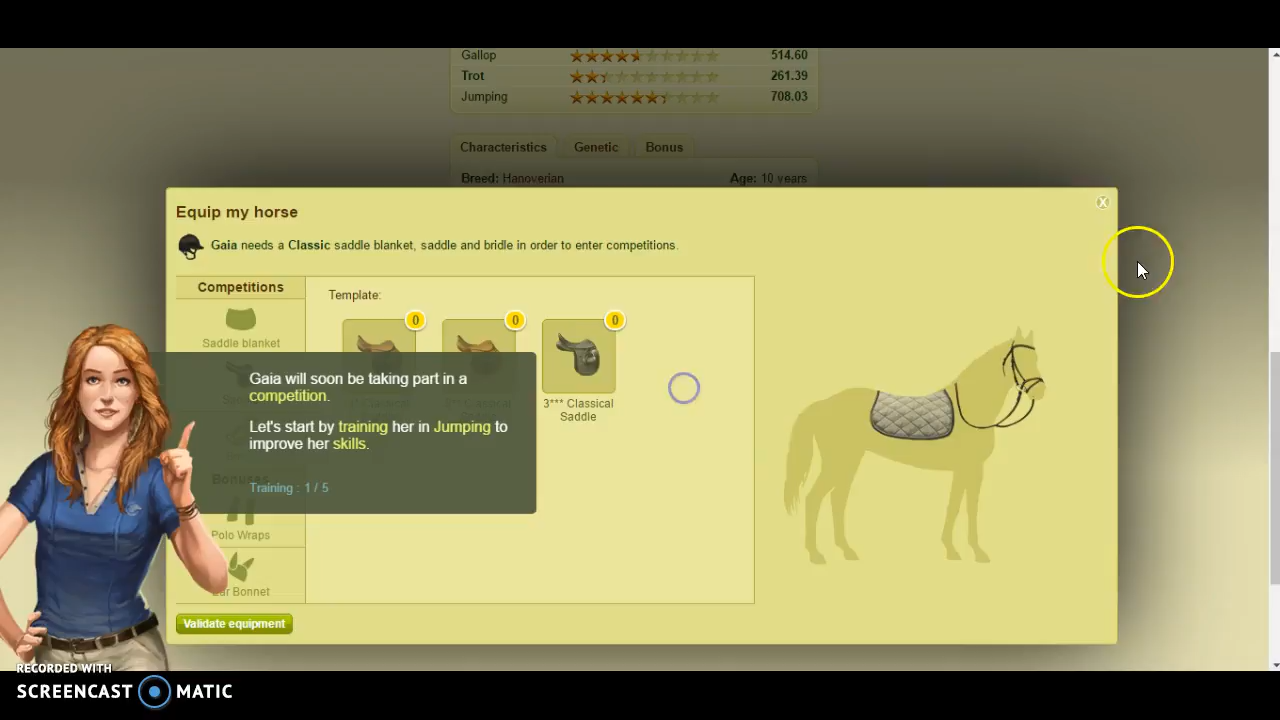 Gallop 514.60
Trot 261.39
Jumping 708.03
Characteristics Genetic Bonus
Breed: Hanoverian Age: 10 years
Equip my horse
X
Gaia needs a Classic saddle blanket, saddle and bridle in order to enter competitions.
Competitions
Template:
0 0 0
Saddle blanket
Gaia will soon be taking part in a
competition.
3*** Classical
Saddle
Let's start by training her in Jumping to
improve her skills.
Training : 1 / 5
Polo Wraps
Ear Bonnet
Validate equipment
RECORDED WITH
SCREENCAST MATIC